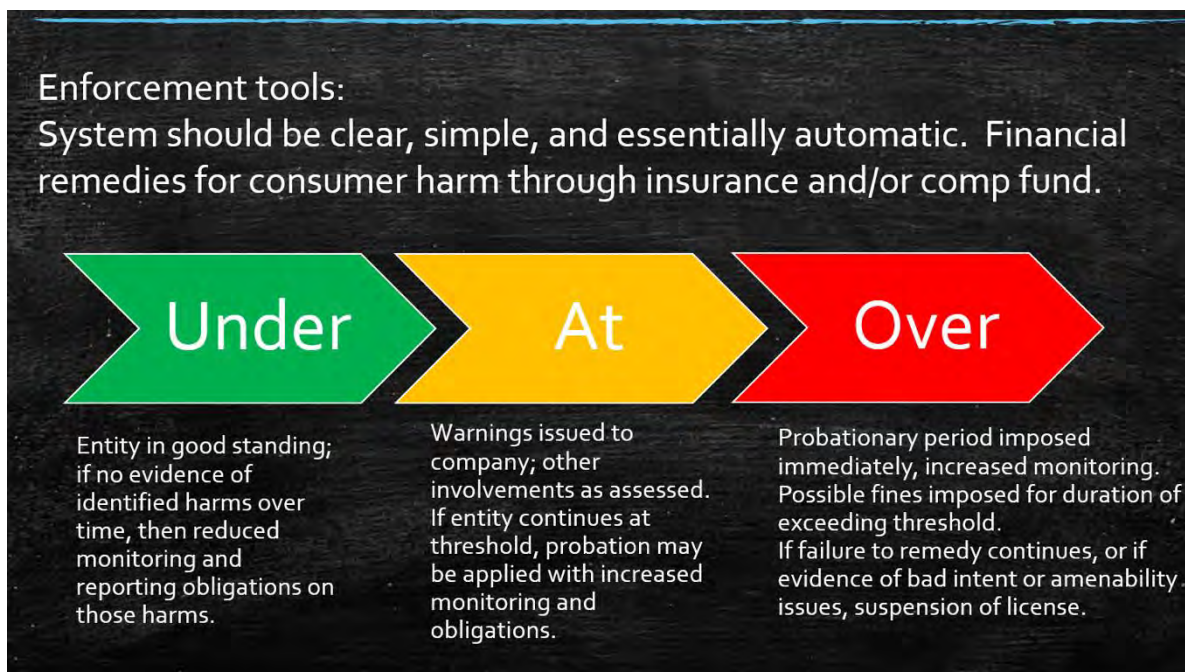 Enforcement tools:
System should be clear, simple, and essentially automatic.  Financial
remedies for consumer harm through insurance and/or comp fund.
Under
At
Over
Entity in good standing;
if no evidence of
identified harms over
time, then reduced
monitoring and
reporting obligations on
those harms.
Warnings issued to
company; other
involvements as assessed.
If entity continues at
threshold, probation may
be applied with increased
monitoring and
obligations.
Probationary period imposed
immediately, increased monitoring.
Possible fines imposed for duration of
exceeding threshold.
If failure to remedy continues, or if
evidence of bad intent or amenability
issues, suspension of license.